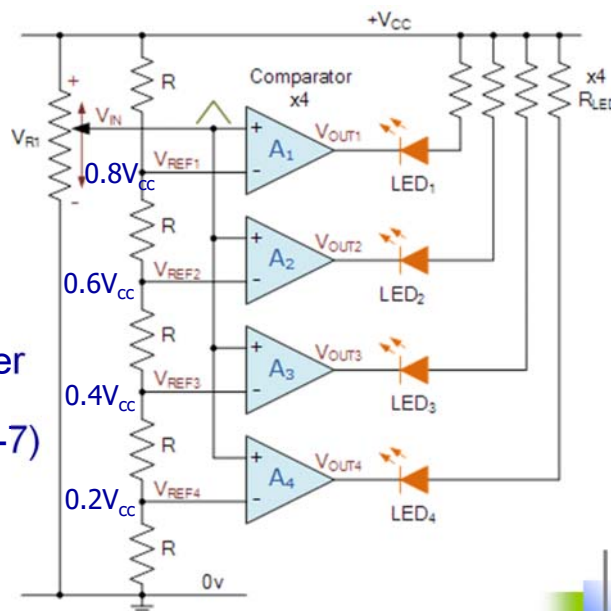 +VCC
R
Comparator
x4
x4
RLED
+
VIN
VR1
-
+
A1
-
VOUT1
LED1
VREF1
0.8Vcc
R
+
A2
-
VOUT2
LED2
VREF2
0.6Vcc
R
+
A3
-
VOUT3
LED3
er
VREF3
0.4Vcc
-7)
R
+
A4
-
VOUT4
LED4
VREF4
0.2Vcc
R
0v